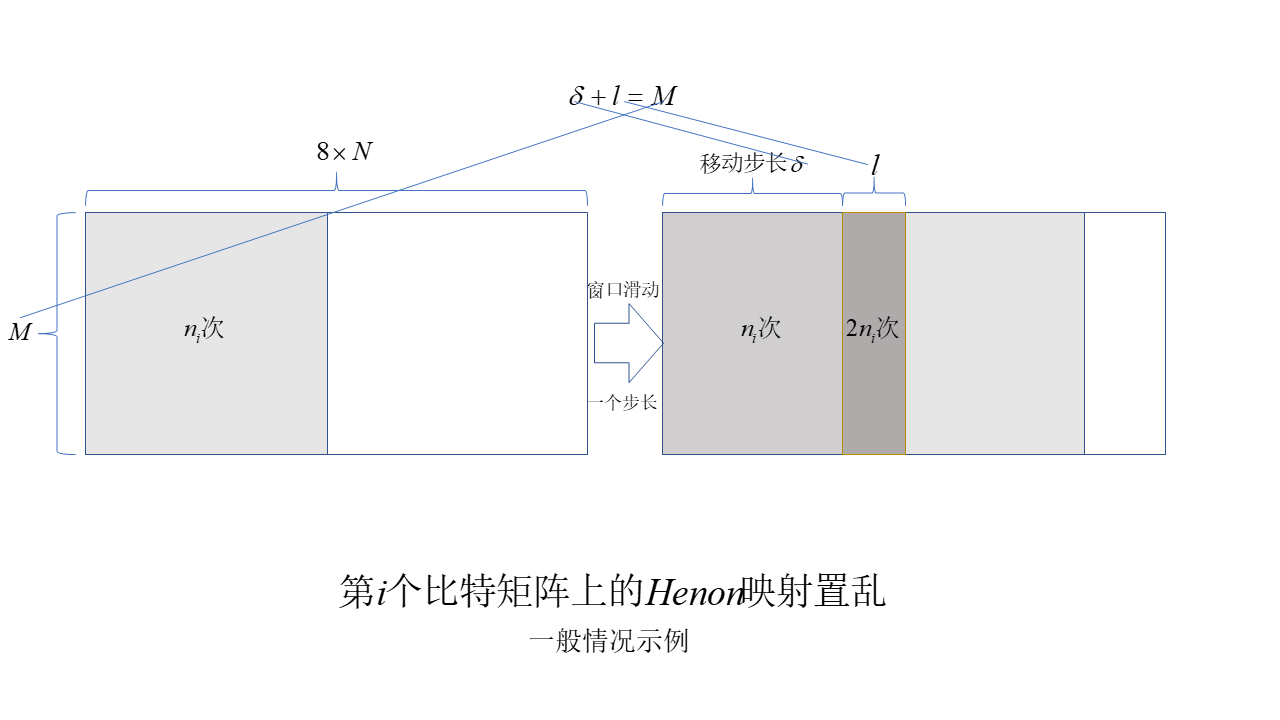 δ + l = M
8 × N
移动步长 δ
l
M
n_i次
窗口滑动
一个步长
n_i次
2n_i次
第i个比特矩阵上的Henon映射置乱
一般情况示例